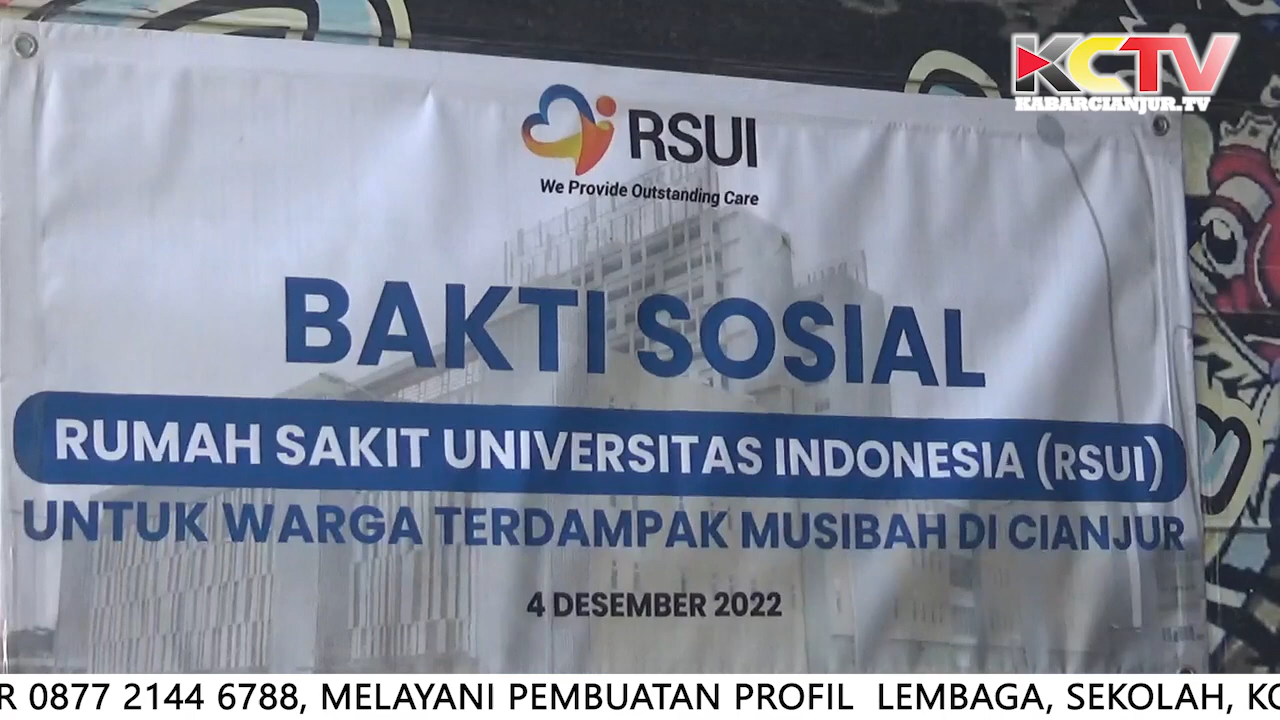 KCTV
KABARCIANJUR.TV
RSUI
We Provide Outstanding Care
BAKTI SOSIAL
RUMAH SAKIT UNIVERSITAS INDONESIA (RSUI)
UNTUK WARGA TERDAMPAK MUSIBAH DI CIANJUR
4 DESEMBER 2022
R 0877 2144 6788, MELAYANI PEMBUATAN PROFIL LEMBAGA, SEKOLAH, KO